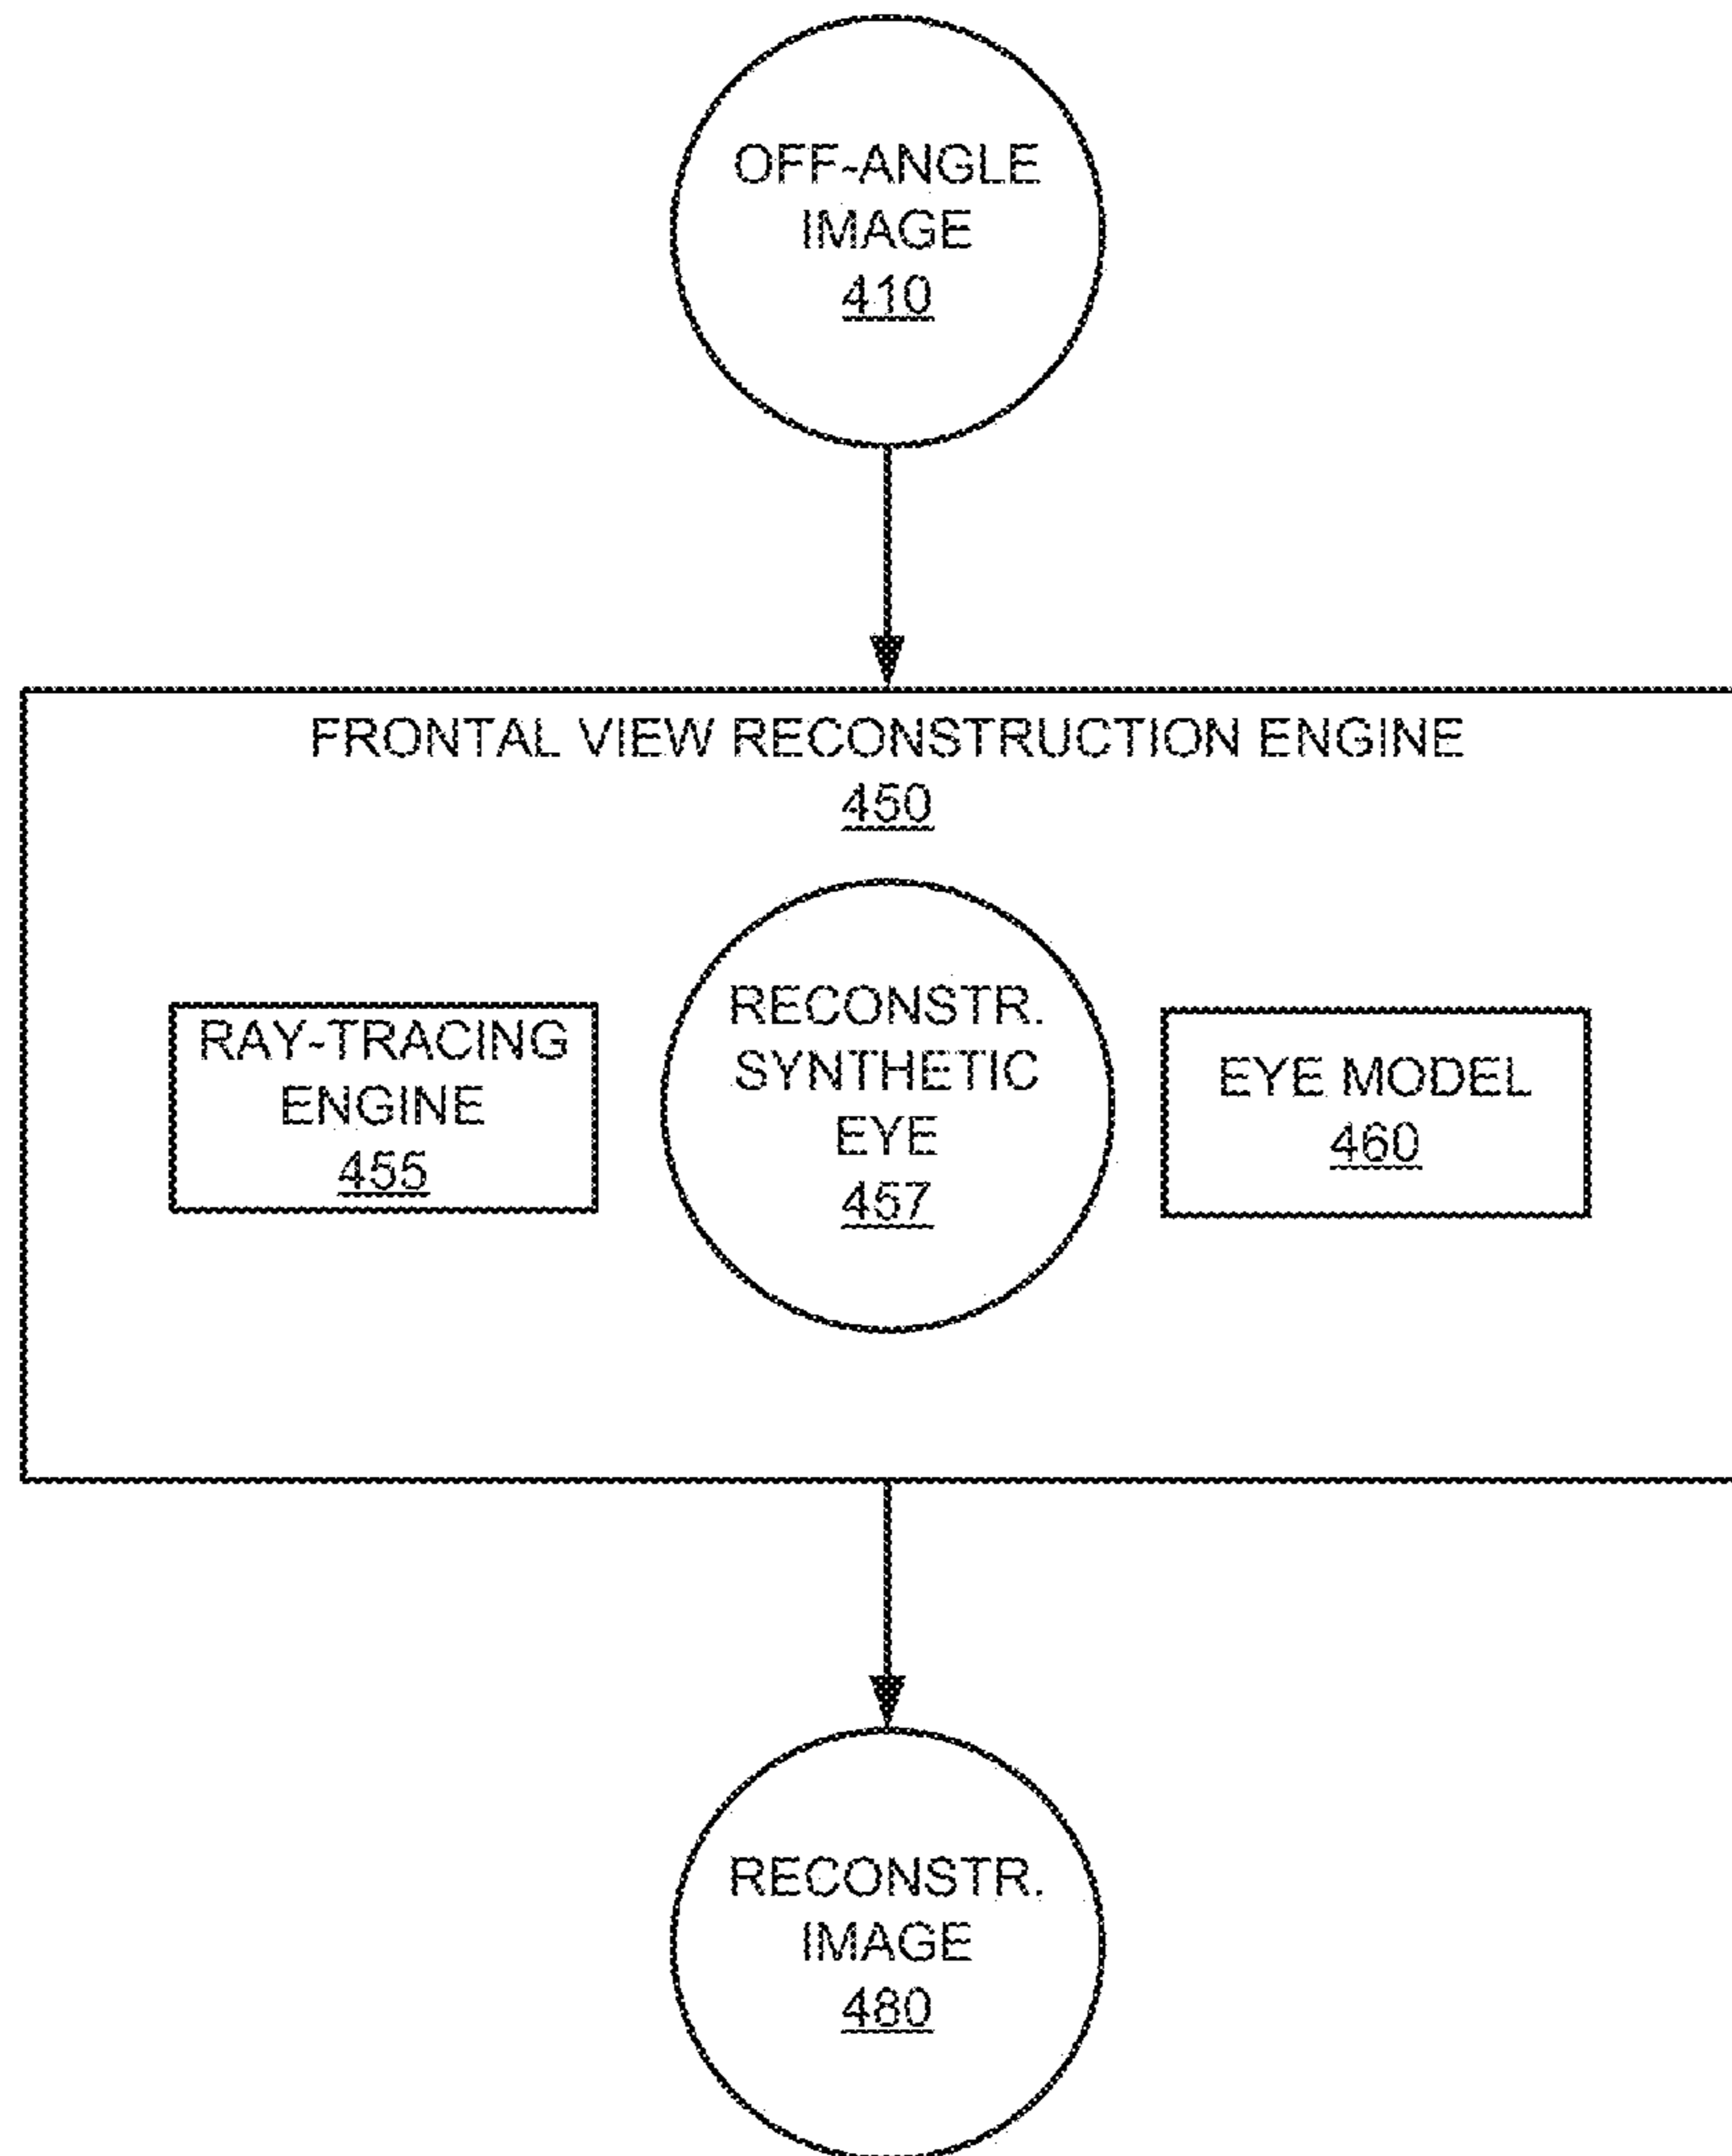 OFF-ANGLE
IMAGE
410
FRONTAL VIEW RECONSTRUCTION ENGINE
450
RAY-TRACING
ENGINE
455
RECONSTR.
SYNTHETIC
EYE
457
EYE MODEL
460
RECONSTR.
IMAGE
480